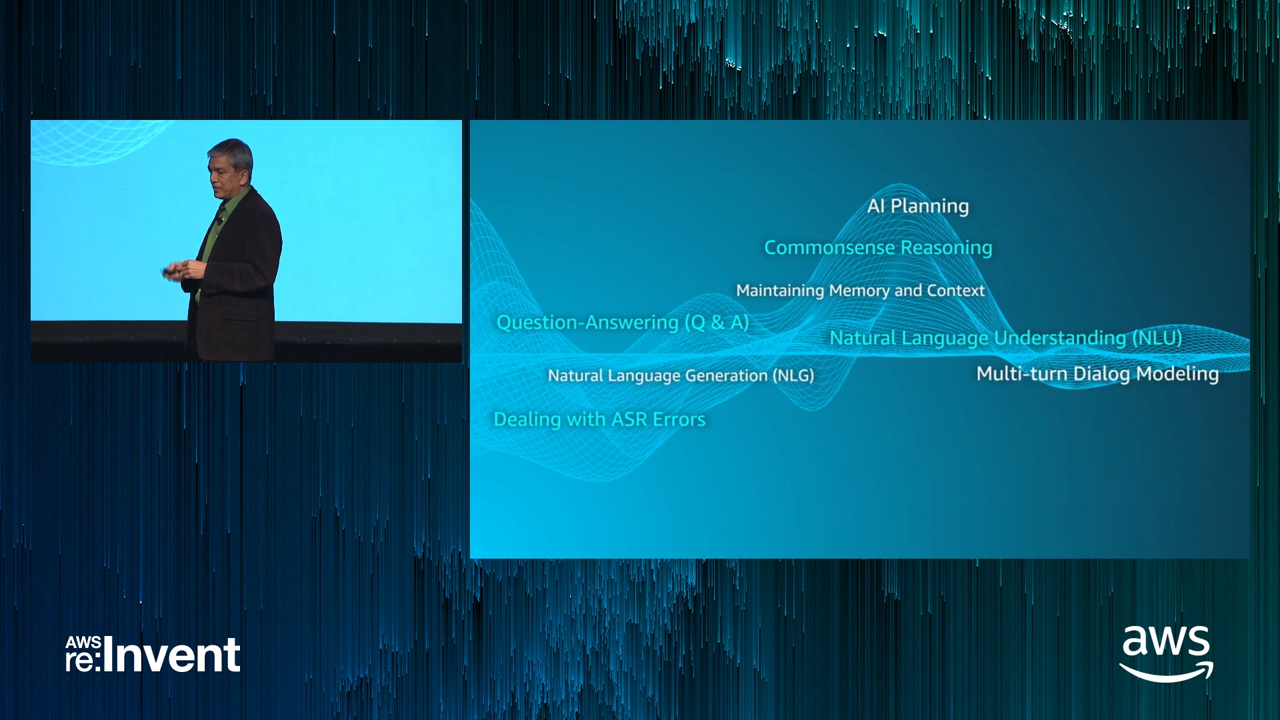 AI Planning
Commonsense Reasoning
Maintaining Memory and Context
Question-Answering (Q & A)
Natural Language Understanding (NLU)
Natural Language Generation (NLG)
Multi-turn Dialog Modeling
Dealing with ASR Errors
AWS
re:Invent
aws